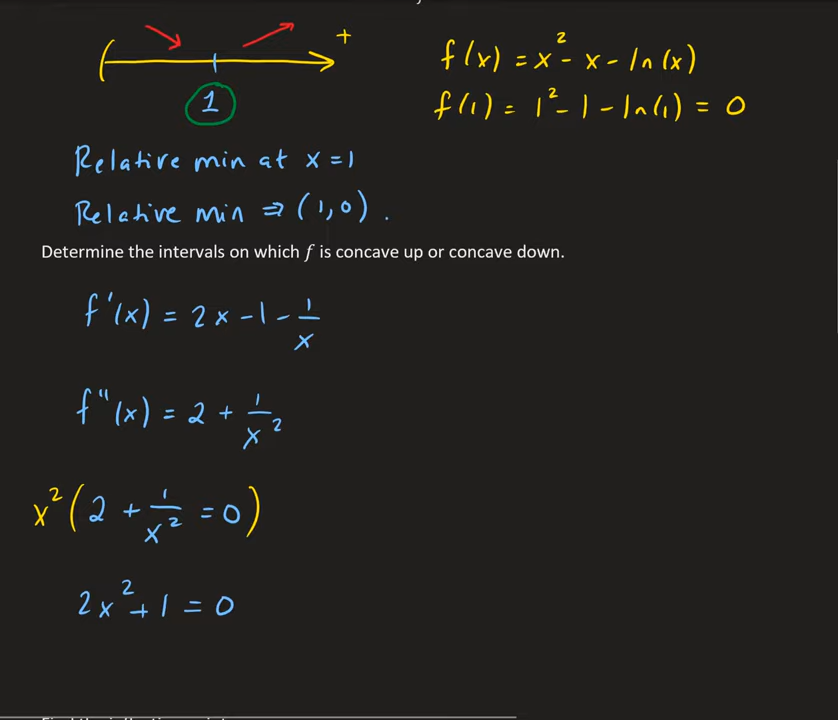 +
1
f(x) = x² - x - ln(x)
f(1) = 1² - 1 - ln(1) = 0
Relative min at x = 1
Relative min ⇒ (1,0).
Determine the intervals on which f is concave up or concave down.
f'(x) = 2x - 1 - 1/x
f"(x) = 2 + 1/x²
x² (2 + 1/x² = 0)
2x² + 1 = 0